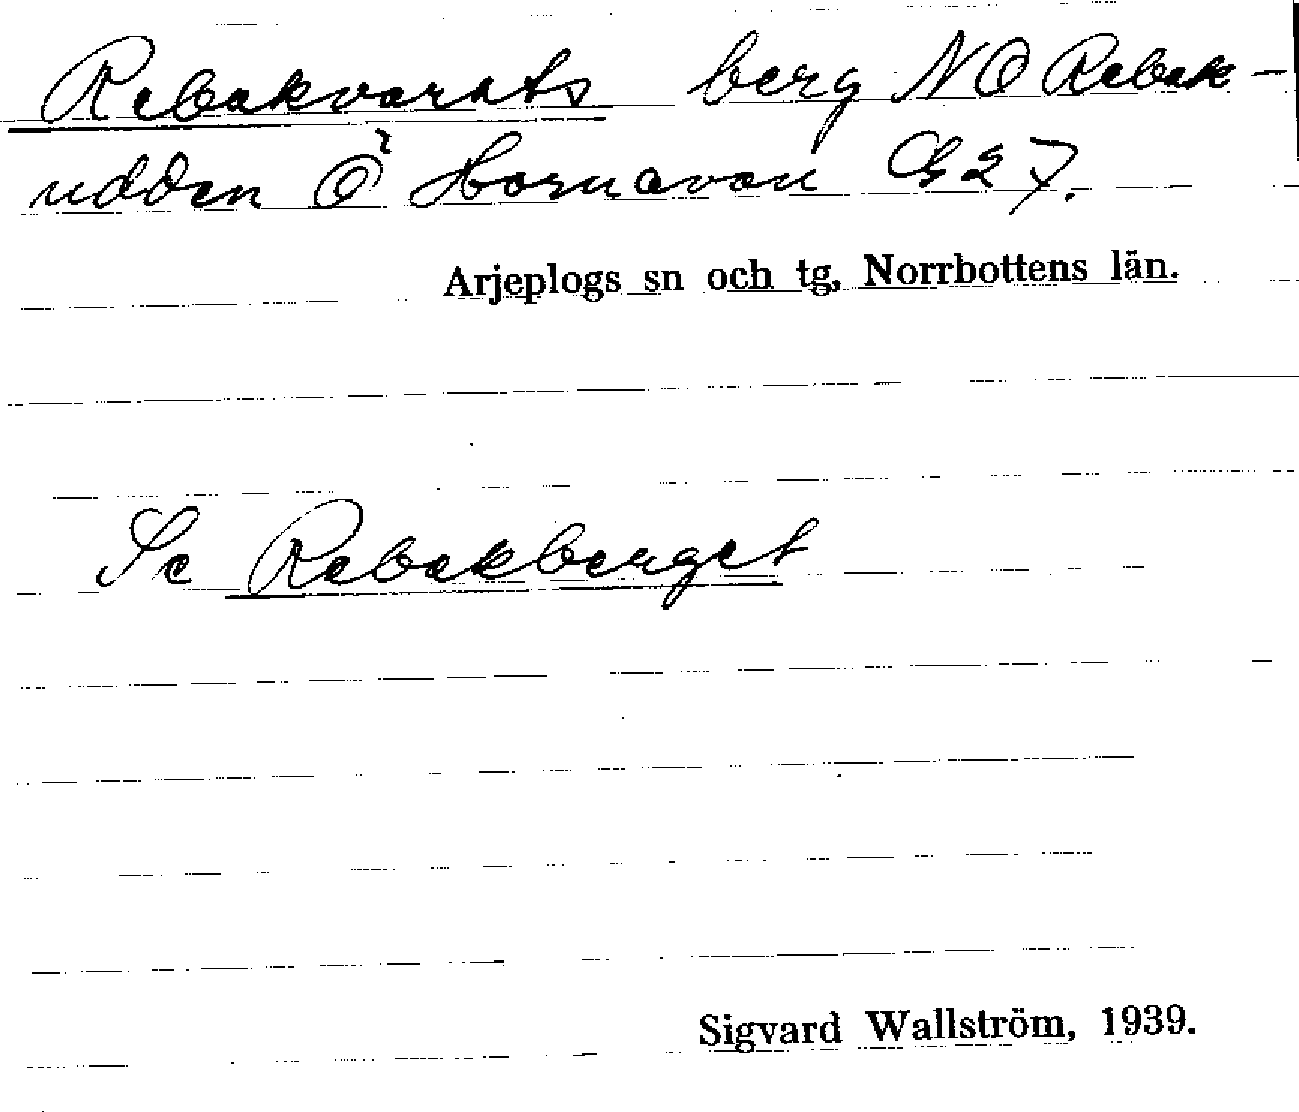 Rebakvarats berg NO Rebak-
udden Ö Hornavan G27.
Arjeplogs sn och tg, Norrbottens län.
Se Rebakberget
Sigvard Wallström, 1939.